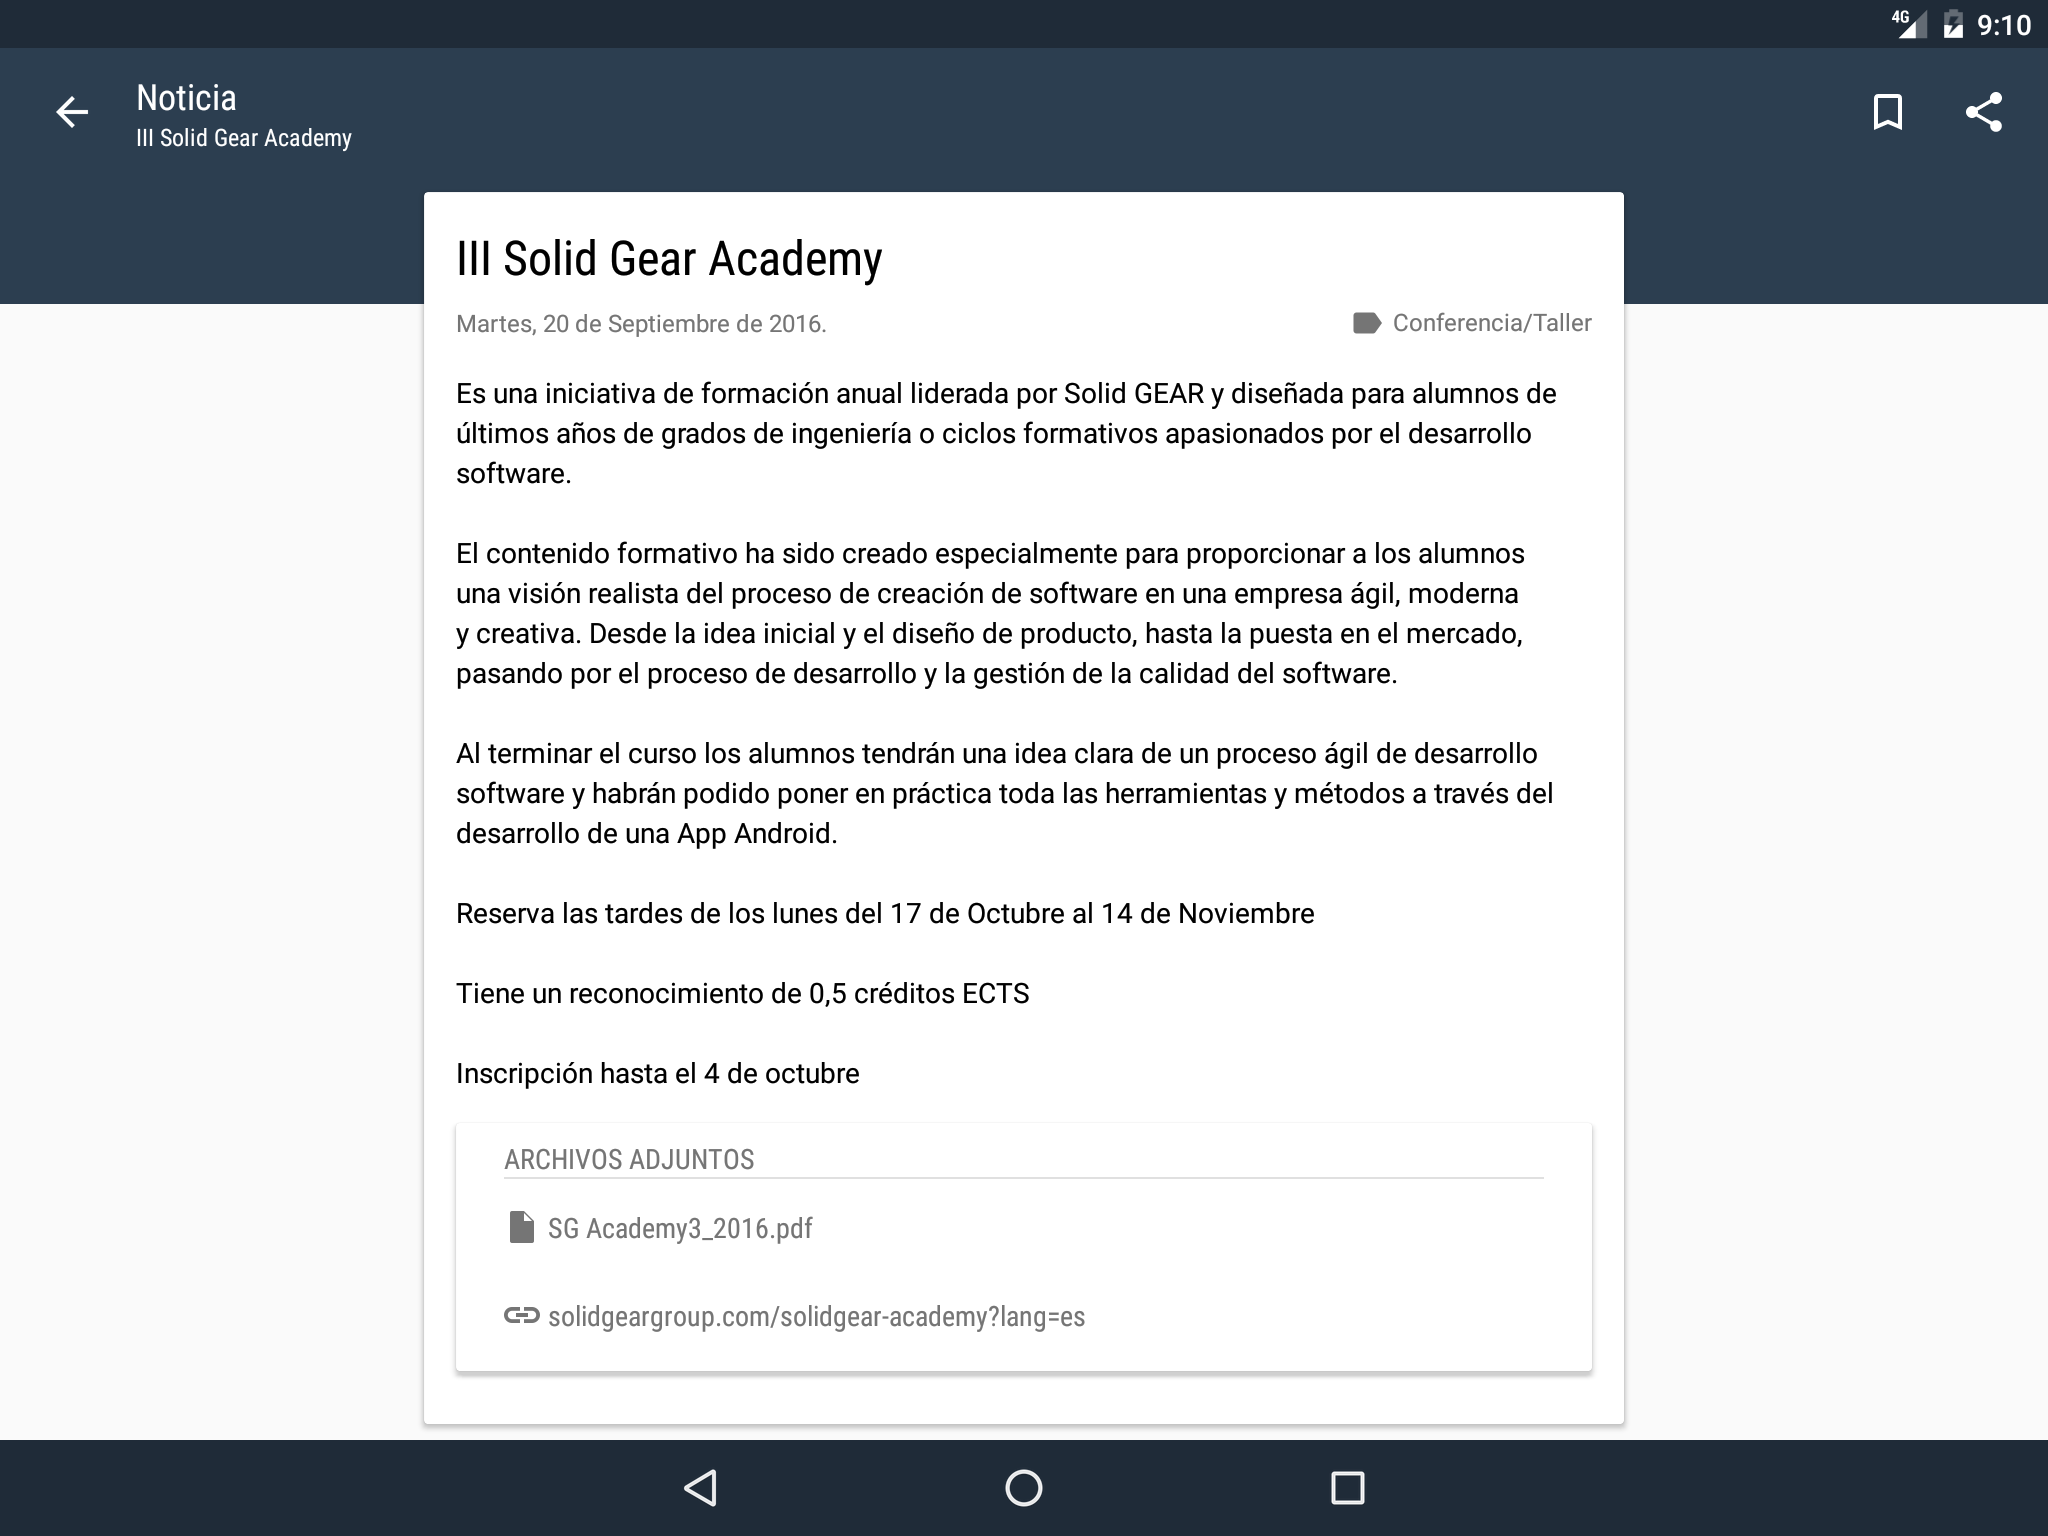 4G 9:10
Noticia
III Solid Gear Academy
III Solid Gear Academy
Martes, 20 de Septiembre de 2016.
Conferencia/Taller
Es una iniciativa de formación anual liderada por Solid GEAR y diseñada para alumnos de
últimos años de grados de ingeniería o ciclos formativos apasionados por el desarrollo
software.
El contenido formativo ha sido creado especialmente para proporcionar a los alumnos
una visión realista del proceso de creación de software en una empresa ágil, moderna
y creativa. Desde la idea inicial y el diseño de producto, hasta la puesta en el mercado,
pasando por el proceso de desarrollo y la gestión de la calidad del software.
Al terminar el curso los alumnos tendrán una idea clara de un proceso ágil de desarrollo
software y habrán podido poner en práctica toda las herramientas y métodos a través del
desarrollo de una App Android.
Reserva las tardes de los lunes del 17 de Octubre al 14 de Noviembre
Tiene un reconocimiento de 0,5 créditos ECTS
Inscripción hasta el 4 de octubre
ARCHIVOS ADJUNTOS
SG Academy3_2016.pdf
solidgeargroup.com/solidgear-academy?lang=es